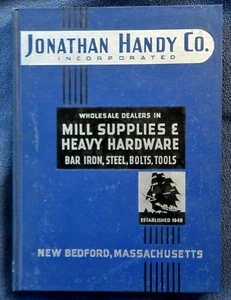 JONATHAN HANDY CO.
INCORPORATED
WHOLESALE DEALERS IN
MILL SUPPLIES &
HEAVY HARDWARE
BAR IRON, STEEL, BOLTS, TOOLS
ESTABLISHED 1849
NEW BEDFORD, MASSACHUSETTS